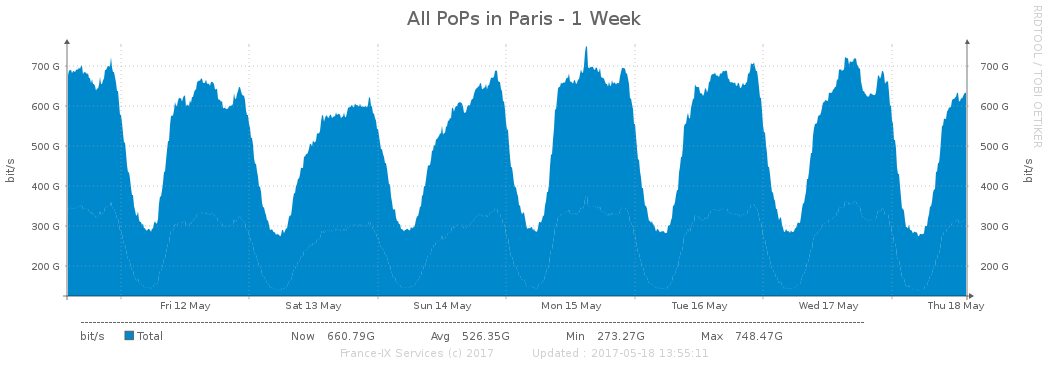 All PoPs in Paris - 1 Week
RRDTOOL / TOBI OETIKER
bit/s
bit/s
700 G
600 G
500 G
400 G
300 G
200 G
700 G
600 G
500 G
400 G
300 G
200 G
Fri 12 May Sat 13 May Sun 14 May Mon 15 May Tue 16 May Wed 17 May Thu 18 May
bit/s Total Now 660.79G Avg 526.35G Min 273.27G Max 748.47G
France-IX Services (c) 2017 Updated : 2017-05-18 13:55:11